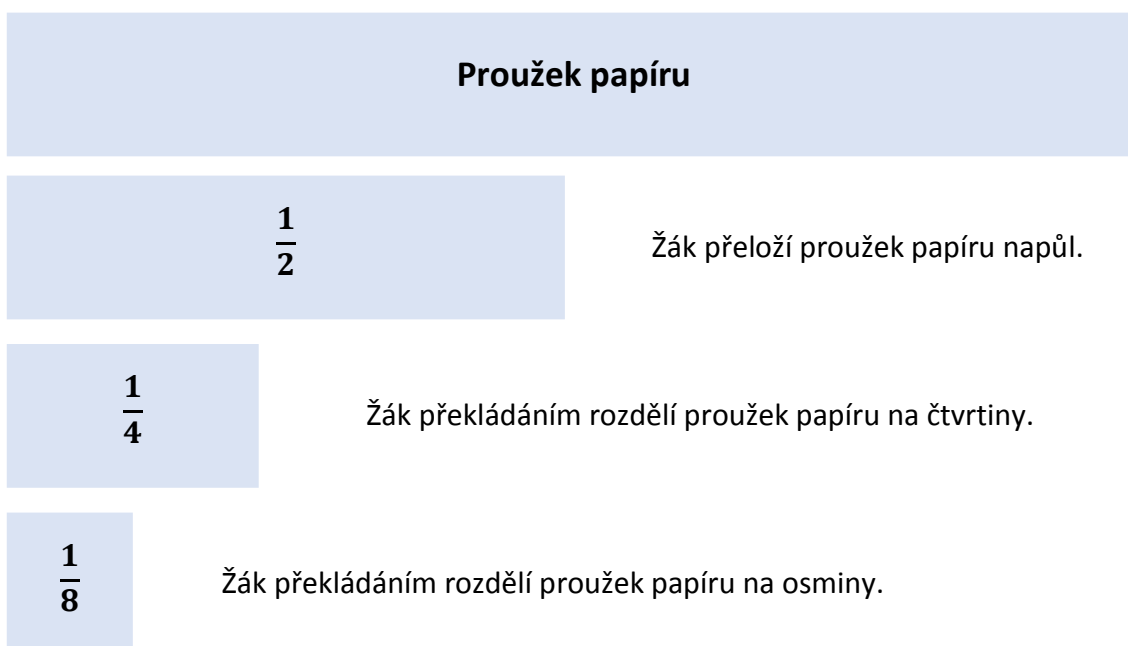 Proužek papíru
1/2 Žák přeloží proužek papíru napůl.
1/4 Žák překládáním rozdělí proužek papíru na čtvrtiny.
1/8 Žák překládáním rozdělí proužek papíru na osminy.